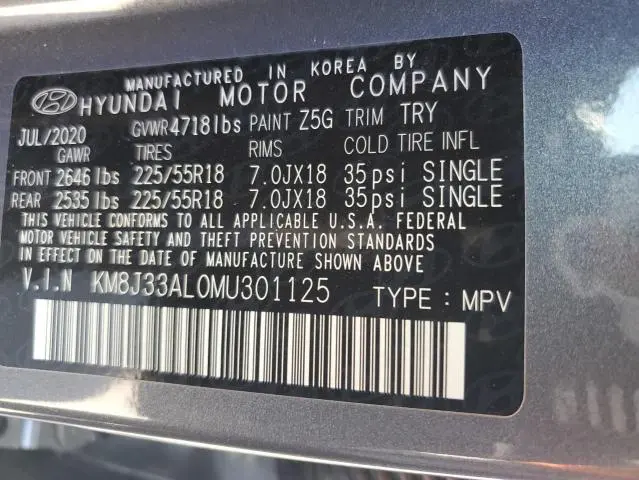 MANUFACTURED IN KOREA BY
HYUNDAI MOTOR COMPANY
JUL/2020 GVWR 4718lbs PAINT Z5G TRIM TRY
GAWR TIRES RIMS COLD TIRE INFL
FRONT 2646lbs 225/55R18 7.0JX18 35psi SINGLE
REAR 2535lbs 225/55R18 7.0JX18 35psi SINGLE
THIS VEHICLE CONFORMS TO ALL APPLICABLE U.S.A. FEDERAL
MOTOR VEHICLE SAFETY AND THEFT PREVENTION STANDARDS
IN EFFECT ON THE DATE OF MANUFACTURE SHOWN ABOVE
V.I.N KM8J33AL0MU301125 TYPE : MPV